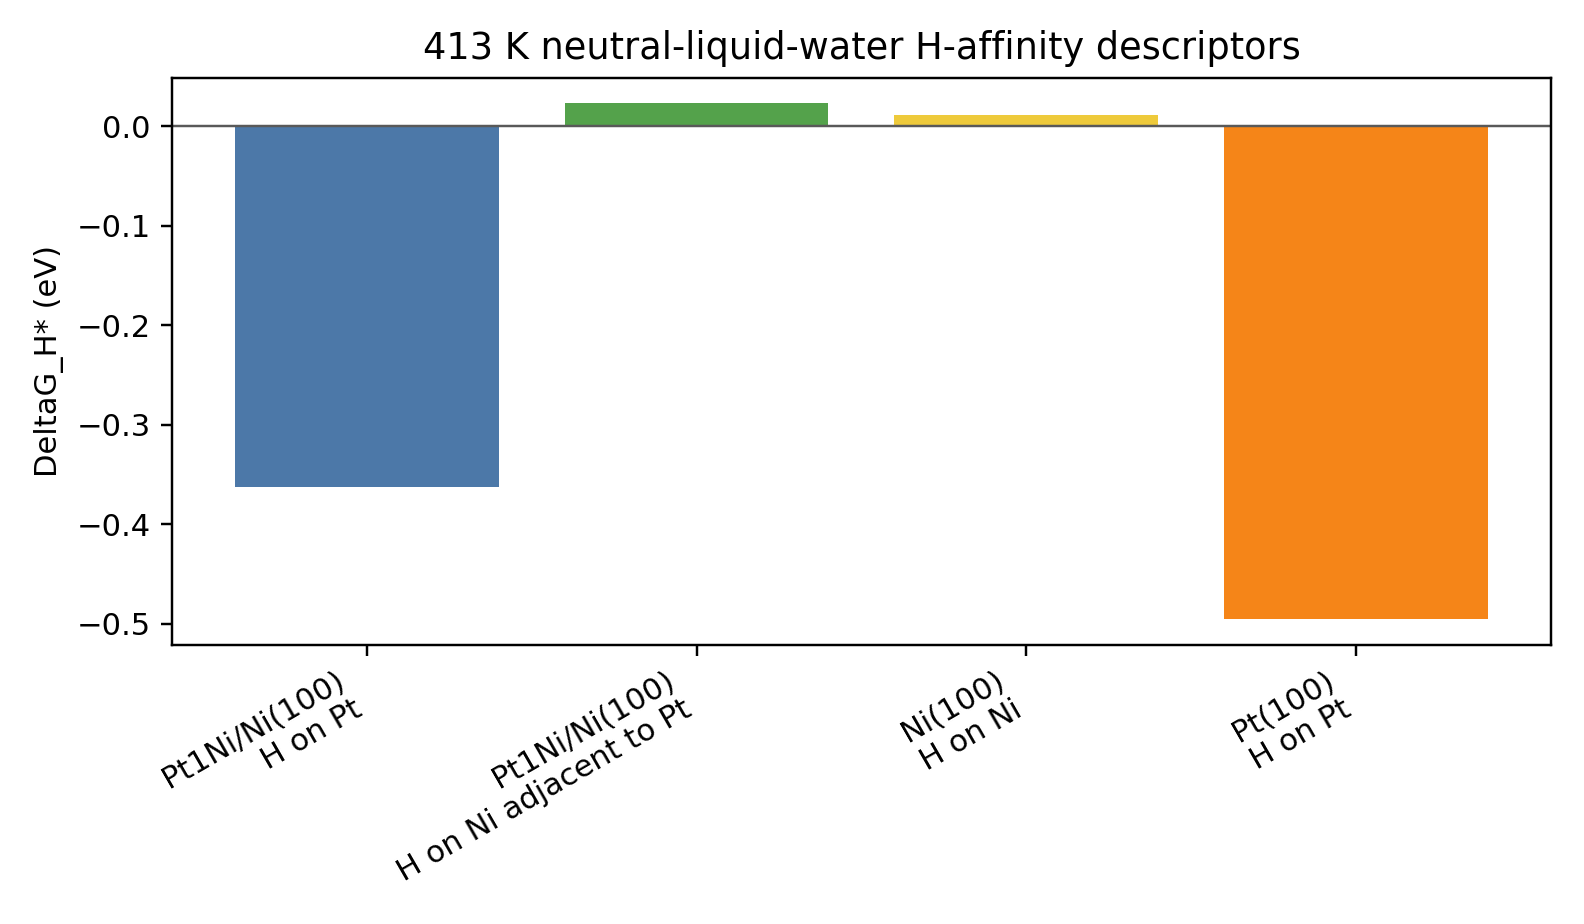 413 K neutral-liquid-water H-affinity descriptors
DeltaG_H* (eV)
0.0
−0.1
−0.2
−0.3
−0.4
−0.5
Pt1Ni/Ni(100)
H on Pt
Pt1Ni/Ni(100)
H on Ni adjacent to Pt
Ni(100)
H on Ni
Pt(100)
H on Pt